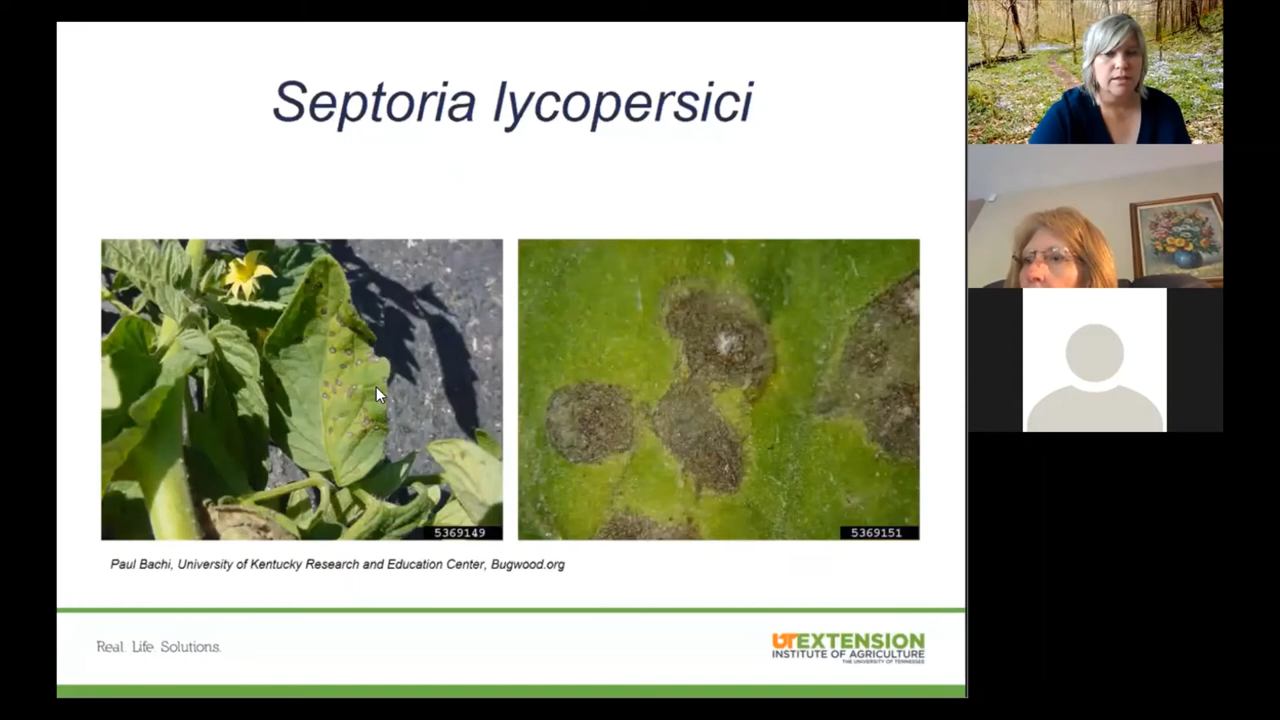 Septoria lycopersici
5369149
5369151
Paul Bachi, University of Kentucky Research and Education Center, Bugwood.org
Real. Life. Solutions.
UTEXTENSION
INSTITUTE OF AGRICULTURE
THE UNIVERSITY OF TENNESSEE